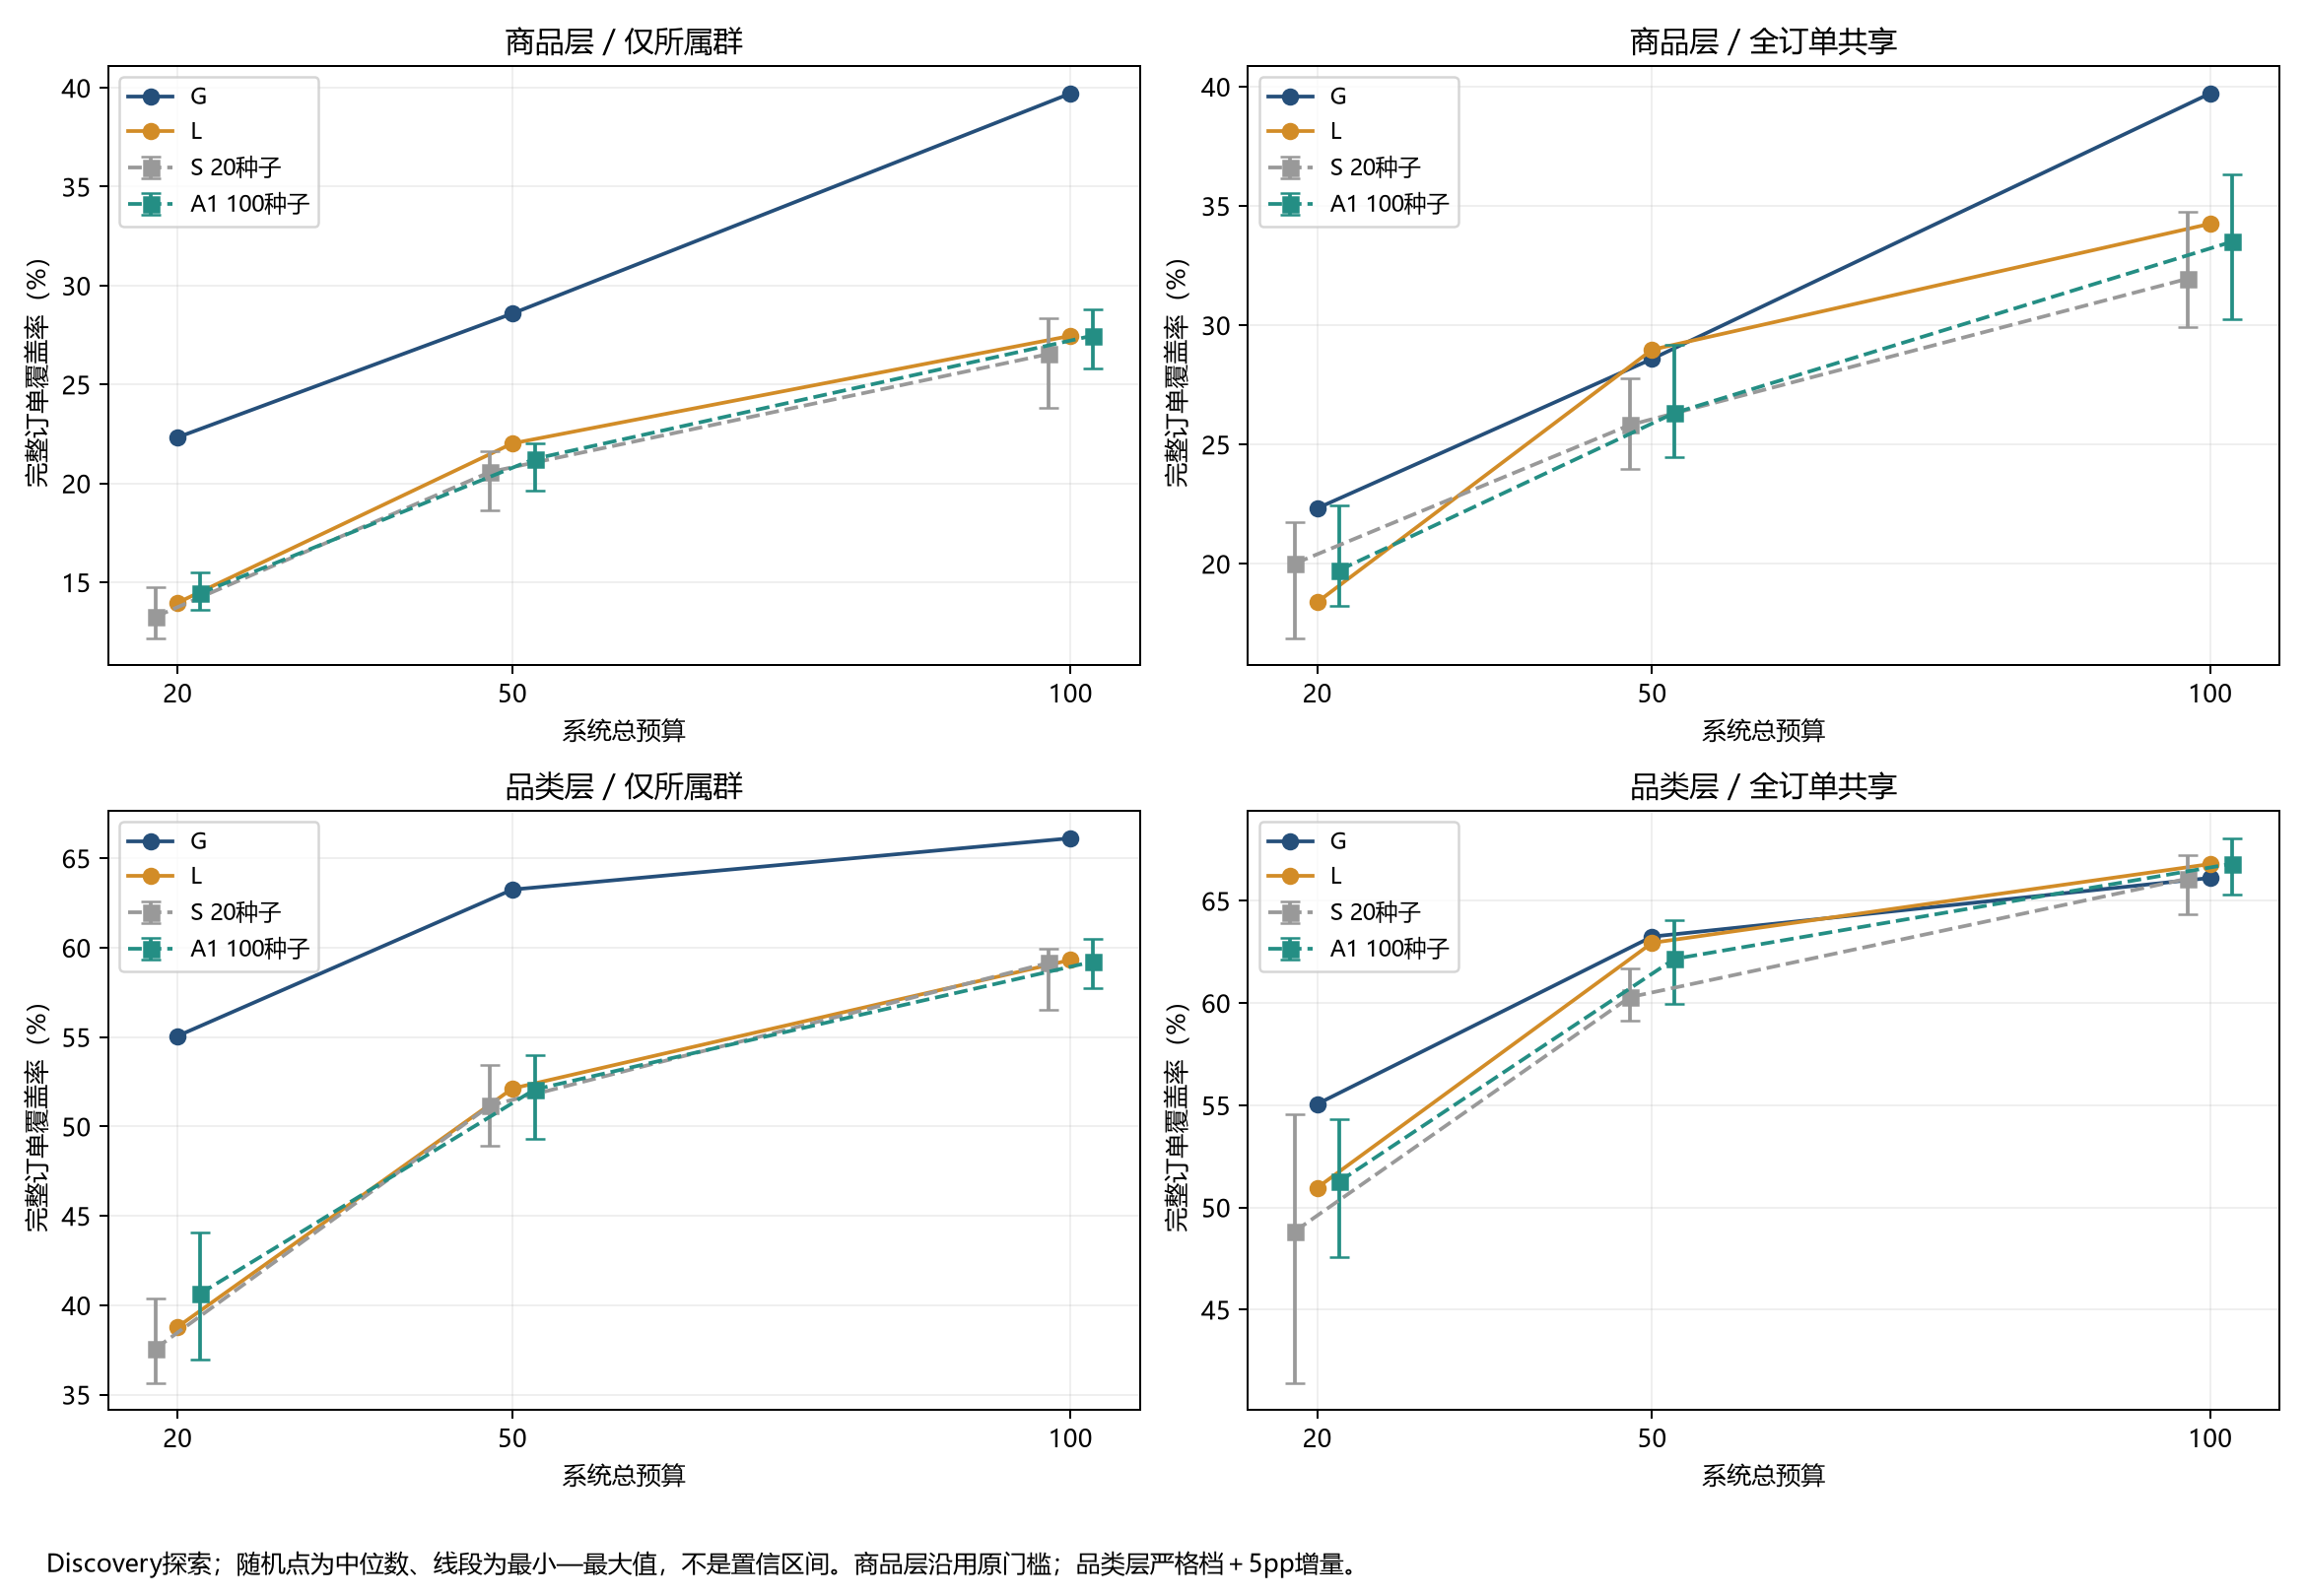 商品层 / 仅所属群
G
L
S 20种子
A1 100种子
40
35
30
25
20
15
完整订单覆盖率（%）
20
50
100
系统总预算
商品层 / 全订单共享
G
L
S 20种子
A1 100种子
40
35
30
25
20
完整订单覆盖率（%）
20
50
100
系统总预算
品类层 / 仅所属群
G
L
S 20种子
A1 100种子
65
60
55
50
45
40
35
完整订单覆盖率（%）
20
50
100
系统总预算
品类层 / 全订单共享
G
L
S 20种子
A1 100种子
65
60
55
50
45
完整订单覆盖率（%）
20
50
100
系统总预算
Discovery探索；随机点为中位数、线段为最小—最大值，不是置信区间。商品层沿用原门槛；品类层严格档＋5pp增量。